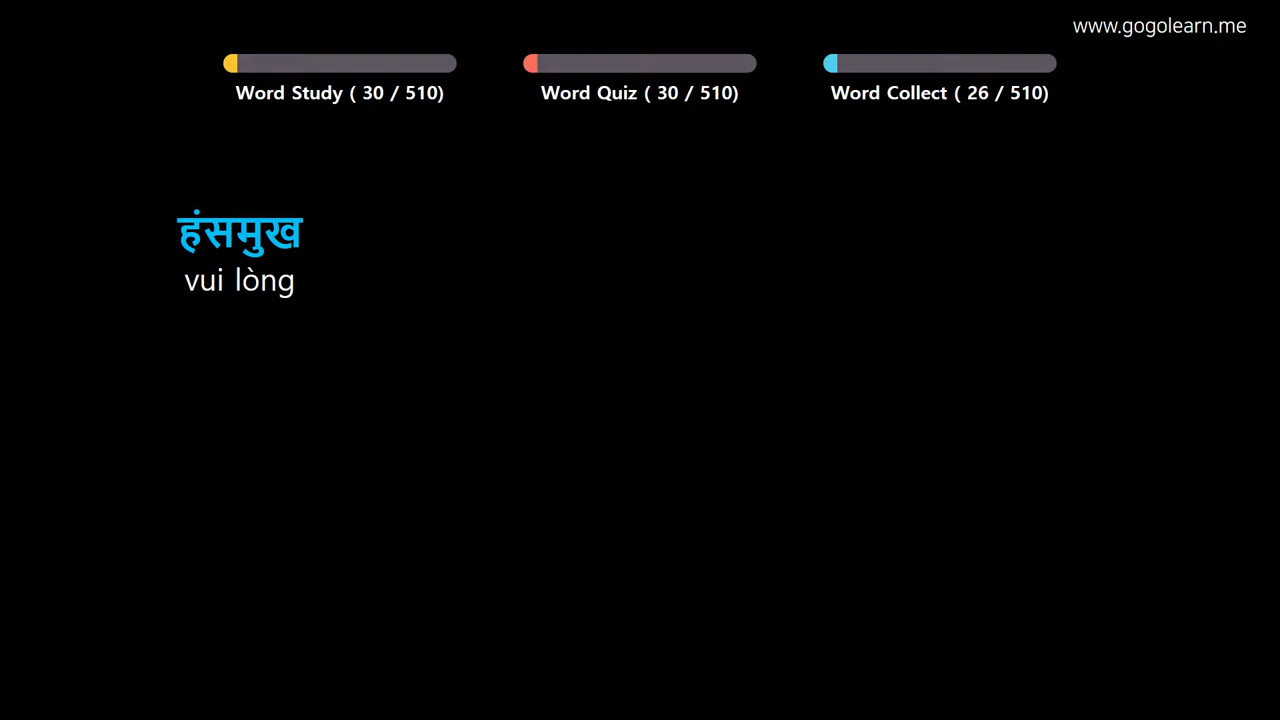 www.gogolearn.me
Word Study ( 30 / 510)
Word Quiz ( 30 / 510)
Word Collect ( 26 / 510)
हंसमुख
vui lòng